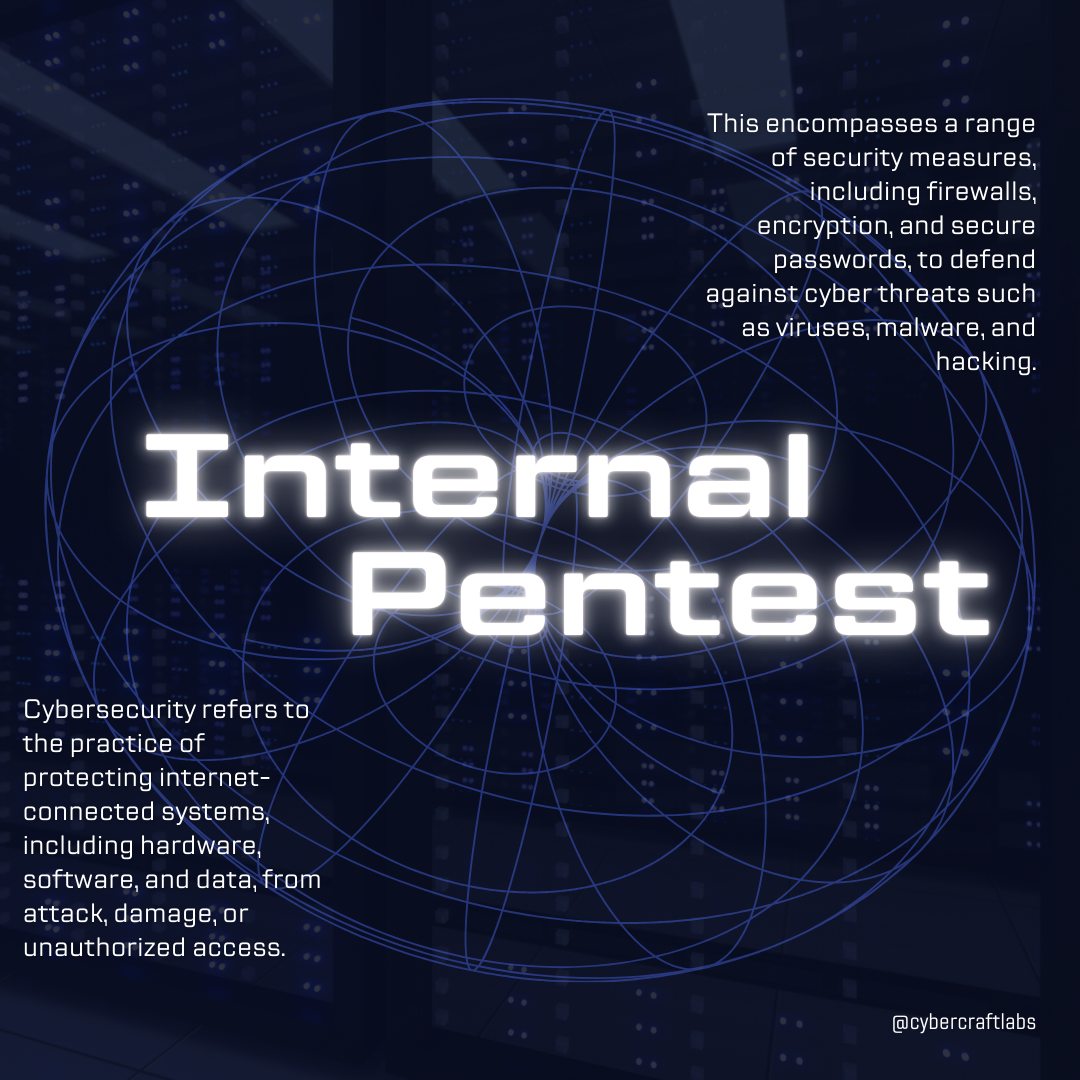 This encompasses a range
of security measures,
including firewalls,
encryption, and secure
passwords, to defend
against cyber threats such
as viruses, malware, and
hacking.
Internal
Pentest
Cybersecurity refers to
the practice of
protecting internet-
connected systems,
including hardware,
software, and data, from
attack, damage, or
unauthorized access.
@cybercraftlabs